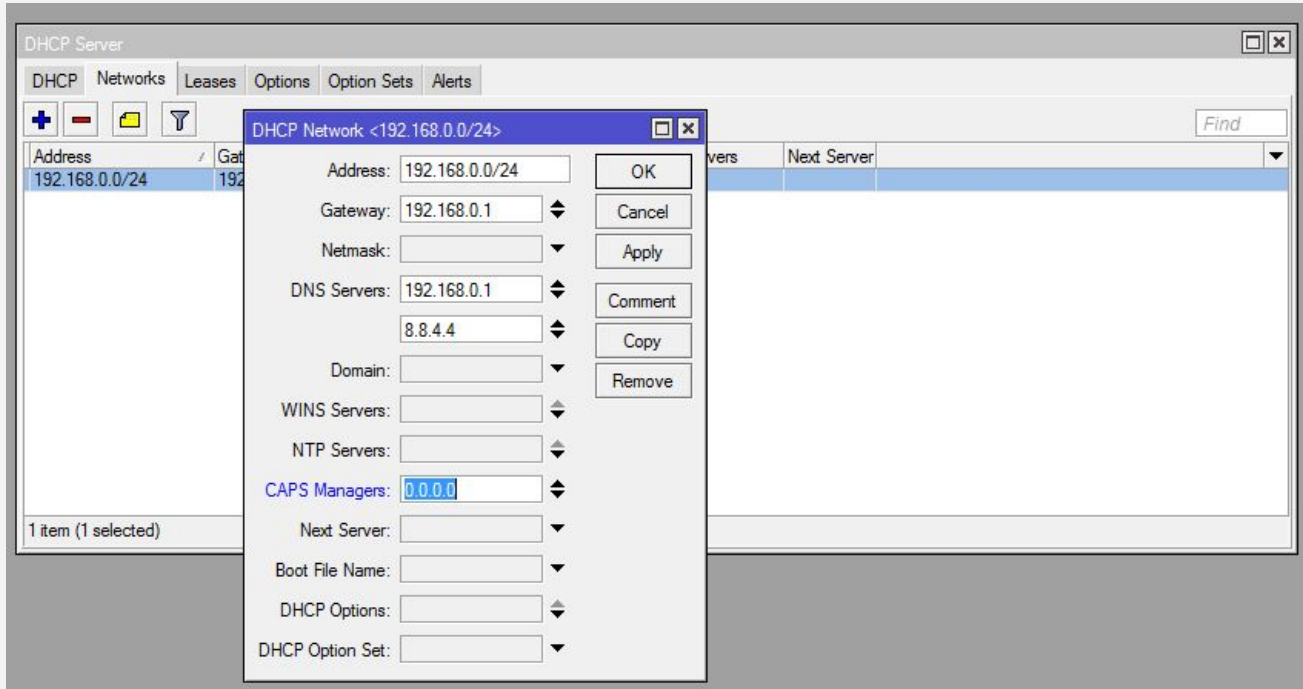 DHCP Server
DHCP Networks Leases Options Option Sets Alerts
Find
Address Gat vers Next Server
192.168.0.0/24 192
1 item (1 selected)
DHCP Network <192.168.0.0/24>
Address: 192.168.0.0/24 OK
Gateway: 192.168.0.1 Cancel
Netmask: Apply
DNS Servers: 192.168.0.1 Comment
8.8.4.4 Copy
Domain: Remove
WINS Servers:
NTP Servers:
CAPS Managers: 0.0.0.0
Next Server:
Boot File Name:
DHCP Options:
DHCP Option Set: